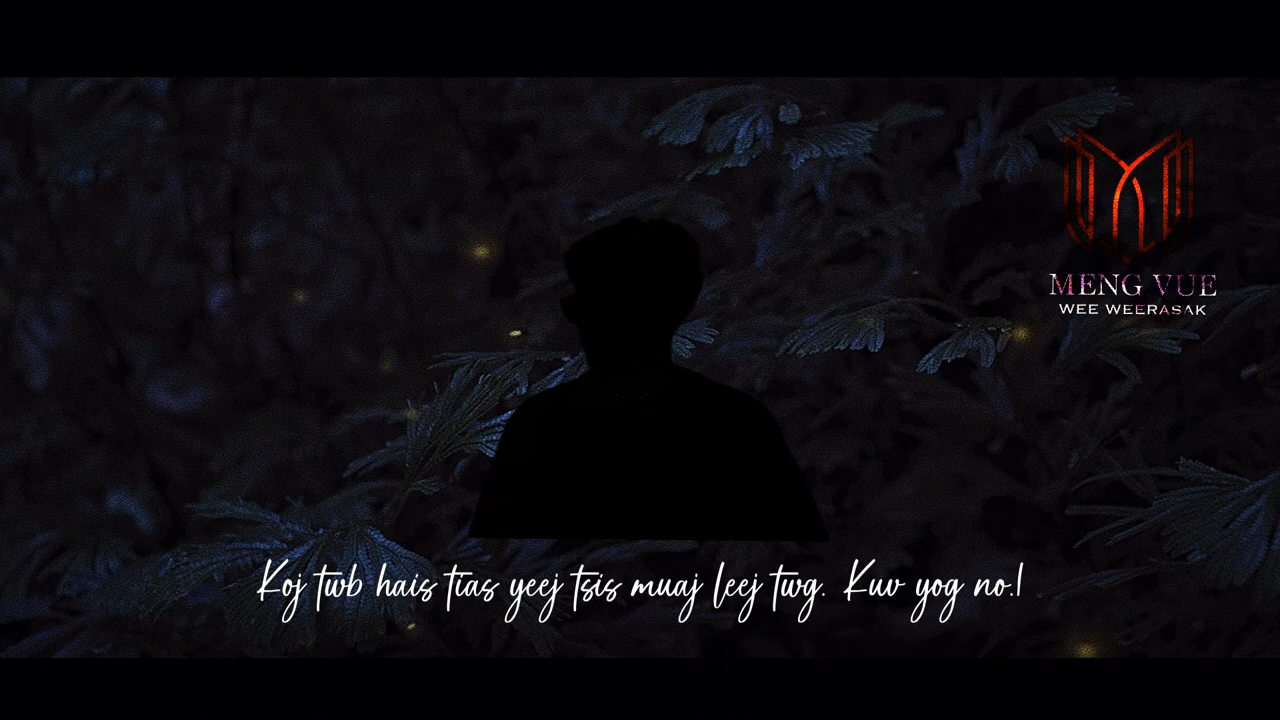 MENG VUE
WEE WEERASAK
Koj twb hais tias yeej tsis muaj leej twg. Kuv yog no.!